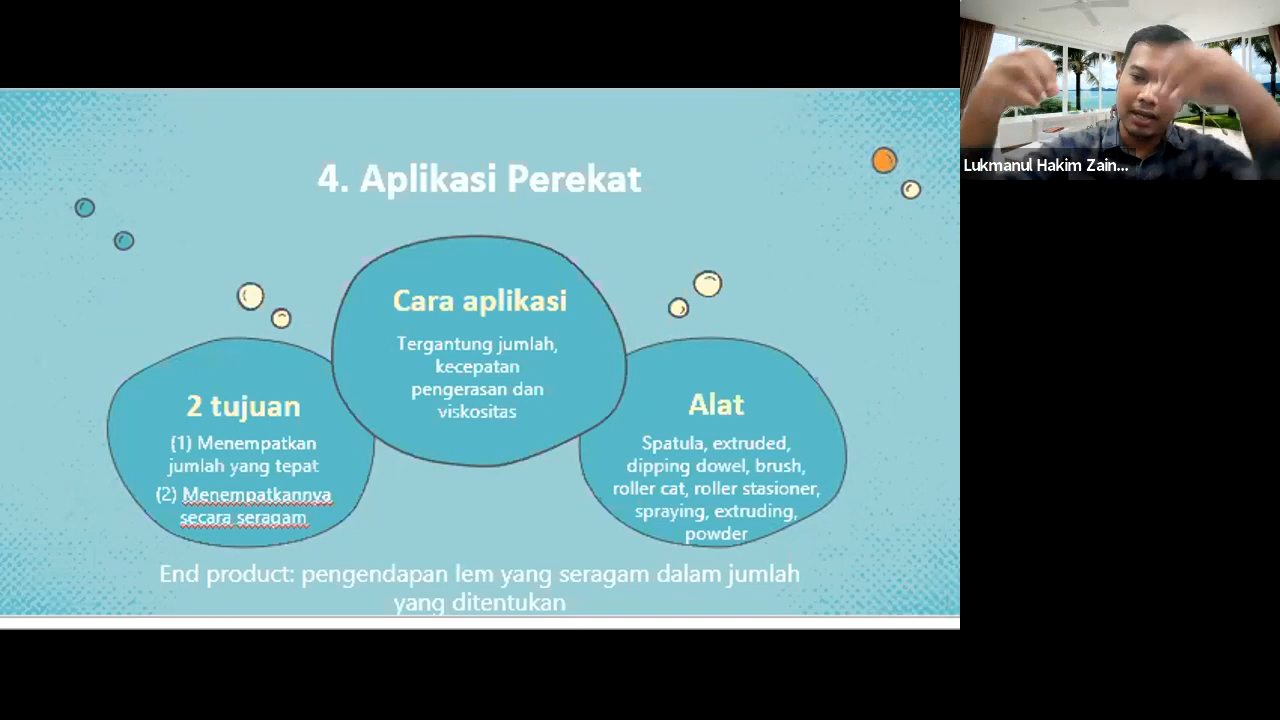 4. Aplikasi Perekat
Cara aplikasi
Tergantung jumlah,
kecepatan
pengerasan dan
viskositas
2 tujuan
(1) Menempatkan
jumlah yang tepat
(2) Menempatkannya
secara seragam
Alat
Spatula, extruded,
dipping dowel, brush,
roller cat, roller stasioner,
spraying, extruding,
powder
End product: pengendapan lem yang seragam dalam jumlah
yang ditentukan
Lukmanul Hakim Zain...